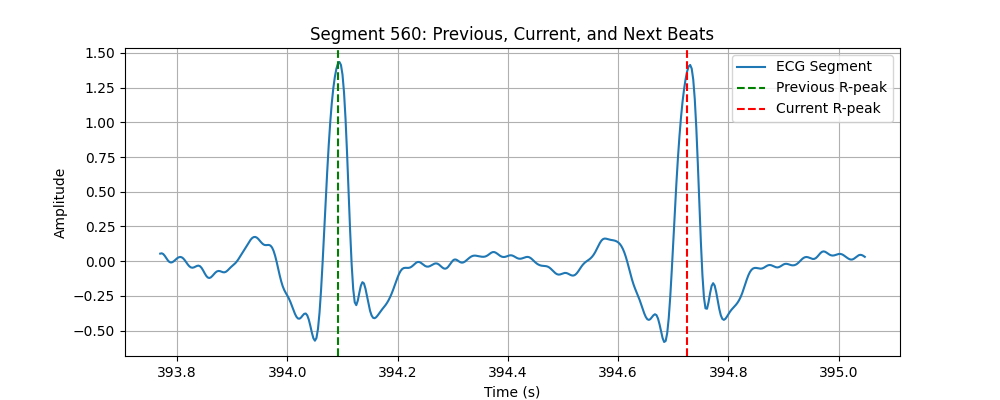 Segment 560: Previous, Current, and Next Beats
ECG Segment
Previous R-peak
Current R-peak
Amplitude
1.50
1.25
1.00
0.75
0.50
0.25
0.00
−0.25
−0.50
393.8 394.0 394.2 394.4 394.6 394.8 395.0
Time (s)